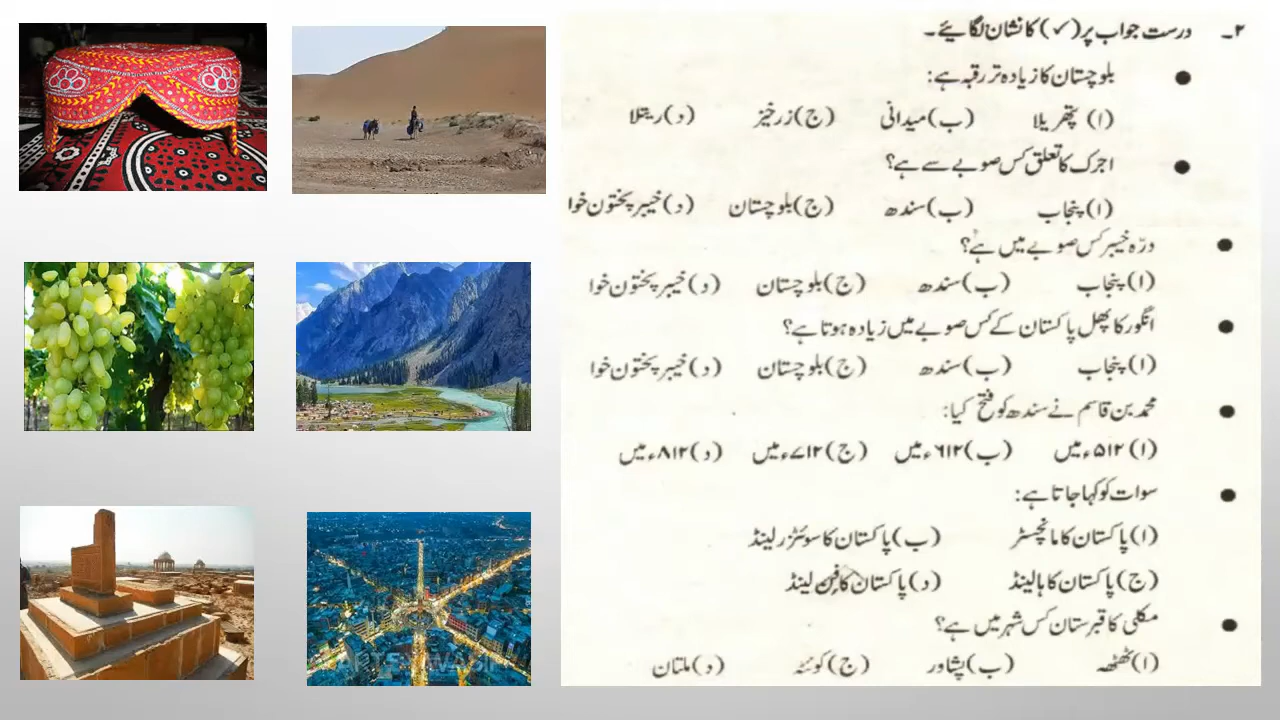 ۲۔ درست جواب پر (✓) کا نشان لگائیے۔
● بلوچستان کا زیادہ تر رقبہ ہے:
(ا) پتھریلا (ب) میدانی (ج) زرخیز (د) ریتلا
● اجرک کا تعلق کس صوبے سے ہے؟
(ا) پنجاب (ب) سندھ (ج) بلوچستان (د) خیبر پختون خوا
● درّہ خیبر کس صوبے میں ہے؟
(ا) پنجاب (ب) سندھ (ج) بلوچستان (د) خیبر پختون خوا
● انگور کا پھل پاکستان کے کس صوبے میں زیادہ ہوتا ہے؟
(ا) پنجاب (ب) سندھ (ج) بلوچستان (د) خیبر پختون خوا
● محمد بن قاسم نے سندھ کو فتح کیا:
(ا) ۵۱۲ء میں (ب) ۶۱۲ء میں (ج) ۷۱۲ء میں (د) ۸۱۲ء میں
● سوات کو کہا جاتا ہے:
(ا) پاکستان کا مانچسٹر (ب) پاکستان کا سوئٹزرلینڈ
(ج) پاکستان کا ہالینڈ (د) پاکستان کا فِن لینڈ
● مکلی کا قبرستان کس شہر میں ہے؟
(ا) ٹھٹھہ (ب) پشاور (ج) کوئٹہ (د) ملتان